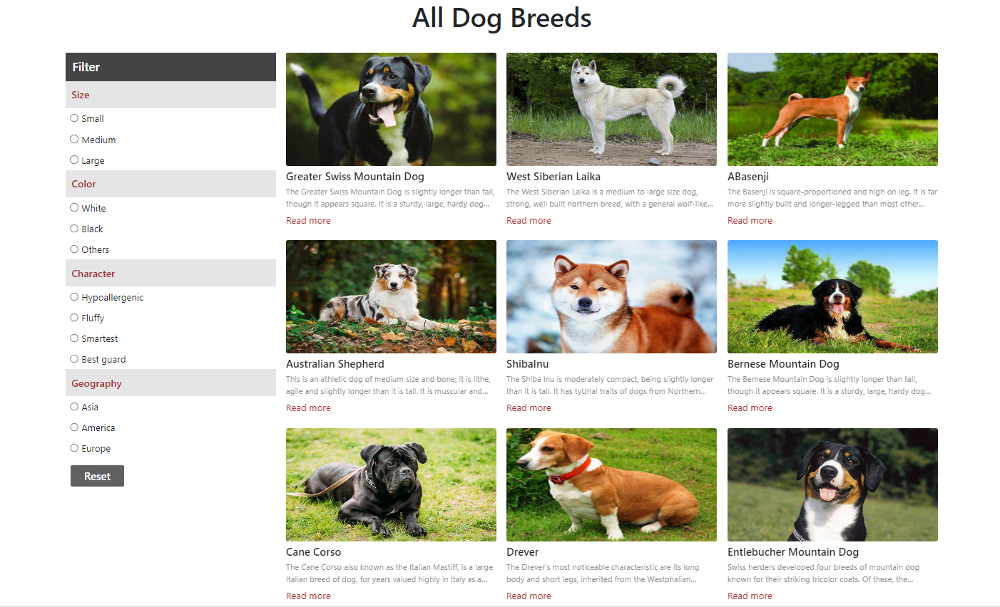 All Dog Breeds
Filter
Size
Small
Medium
Large
Color
White
Black
Others
Character
Hypoallergenic
Fluffy
Smartest
Best guard
Geography
Asia
America
Europe
Reset
Greater Swiss Mountain Dog
The Greater Swiss Mountain Dog is slightly longer than tall,
though it appears square. It is a sturdy, large, hardy dog...
Read more
West Siberian Laika
The West Siberian Laika is a medium to large size dog,
strong, well built northern breed, with a general wolf-like...
Read more
ABasenji
The Basenji is square-proportioned and high on leg. It is far
more slightly built and longer-legged than most other...
Read more
Australian Shepherd
This is an athletic dog of medium size and bone; it is lithe,
agile and slightly longer than it is tall. It is muscular and...
Read more
ShibaInu
The Shiba Inu is moderately compact, being slightly longer
than it is tall. It has tyUrlal traits of dogs from Northern...
Read more
Bernese Mountain Dog
The Bernese Mountain Dog is slightly longer than tall,
though it appears square. It is a sturdy, large, hardy dog...
Read more
Cane Corso
The Cane Corso also known as the Italian Mastiff, is a large
Italian breed of dog, for years valued highly in Italy as a...
Read more
Drever
The Drever's most noticeable characteristic are its long
body and short legs, inherited from the Westphalian...
Read more
Entlebucher Mountain Dog
Swiss herders developed four breeds of mountain dog
known for their striking tricolor coats. Of these, the...
Read more